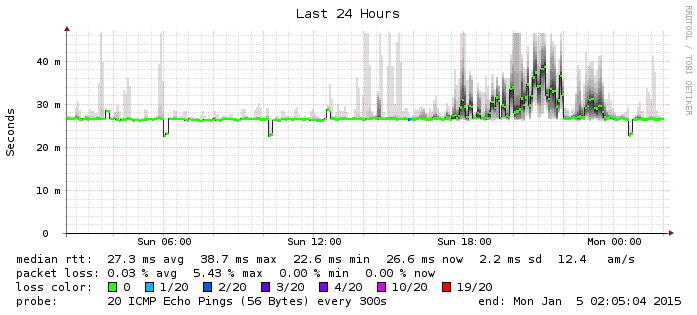 Last 24 Hours
RRDTOOL / TOBI OETIKER
Seconds
40 m
30 m
20 m
10 m
0
Sun 06:00 Sun 12:00 Sun 18:00 Mon 00:00
median rtt: 27.3 ms avg 38.7 ms max 22.6 ms min 26.6 ms now 2.2 ms sd 12.4 am/s
packet loss: 0.03 % avg 5.43 % max 0.00 % min 0.00 % now
loss color: 0 1/20 2/20 3/20 4/20 10/20 19/20
probe: 20 ICMP Echo Pings (56 Bytes) every 300s end: Mon Jan 5 02:05:04 2015